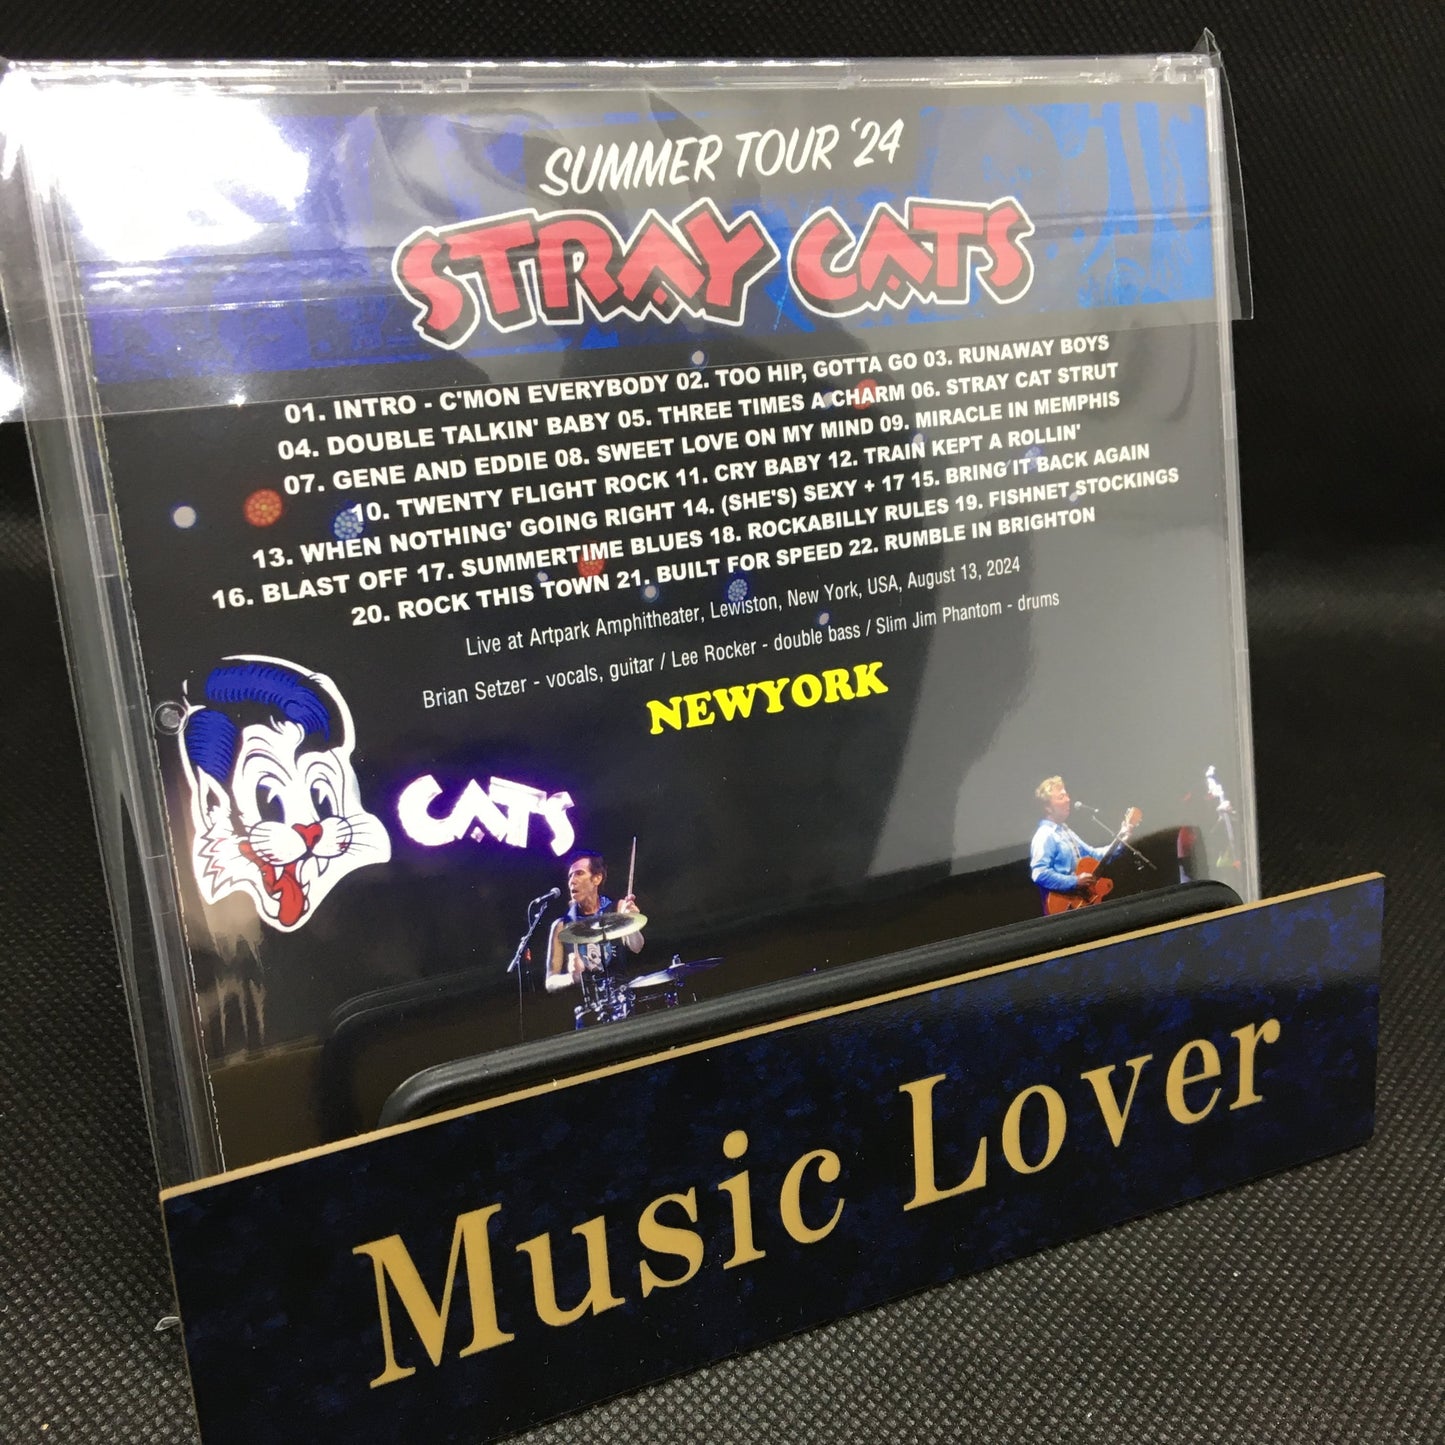 SUMMER TOUR '24
STRAY CATS
01. INTRO - C'MON EVERYBODY 02. TOO HIP, GOTTA GO 03. RUNAWAY BOYS
04. DOUBLE TALKIN' BABY 05. THREE TIMES A CHARM 06. STRAY CAT STRUT
07. GENE AND EDDIE 08. SWEET LOVE ON MY MIND 09. MIRACLE IN MEMPHIS
10. TWENTY FLIGHT ROCK 11. CRY BABY 12. TRAIN KEPT A ROLLIN'
13. WHEN NOTHING' GOING RIGHT 14. (SHE'S) SEXY + 17 15. BRING IT BACK AGAIN
16. BLAST OFF 17. SUMMERTIME BLUES 18. ROCKABILLY RULES 19. FISHNET STOCKINGS
20. ROCK THIS TOWN 21. BUILT FOR SPEED 22. RUMBLE IN BRIGHTON
Live at Artpark Amphitheater, Lewiston, New York, USA, August 13, 2024
Brian Setzer - vocals, guitar / Lee Rocker - double bass / Slim Jim Phantom - drums
NEWYORK
CATS
Music Lover